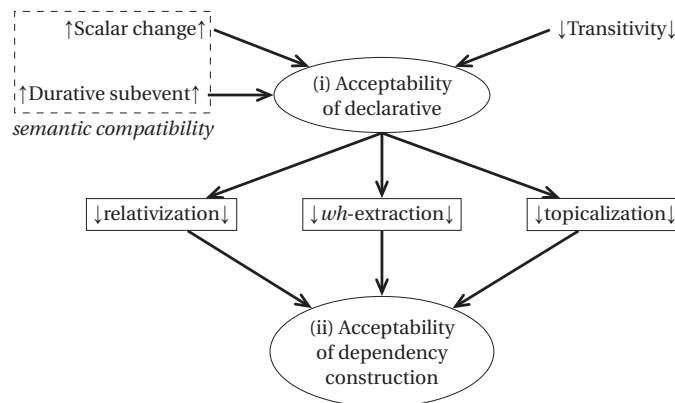 ↑Scalar change↑
↓Transitivity↓
(i) Acceptability
of declarative
↑Durative subevent↑
semantic compatibility
↓relativization↓
↓wh-extraction↓
↓topicalization↓
(ii) Acceptability
of dependency
construction